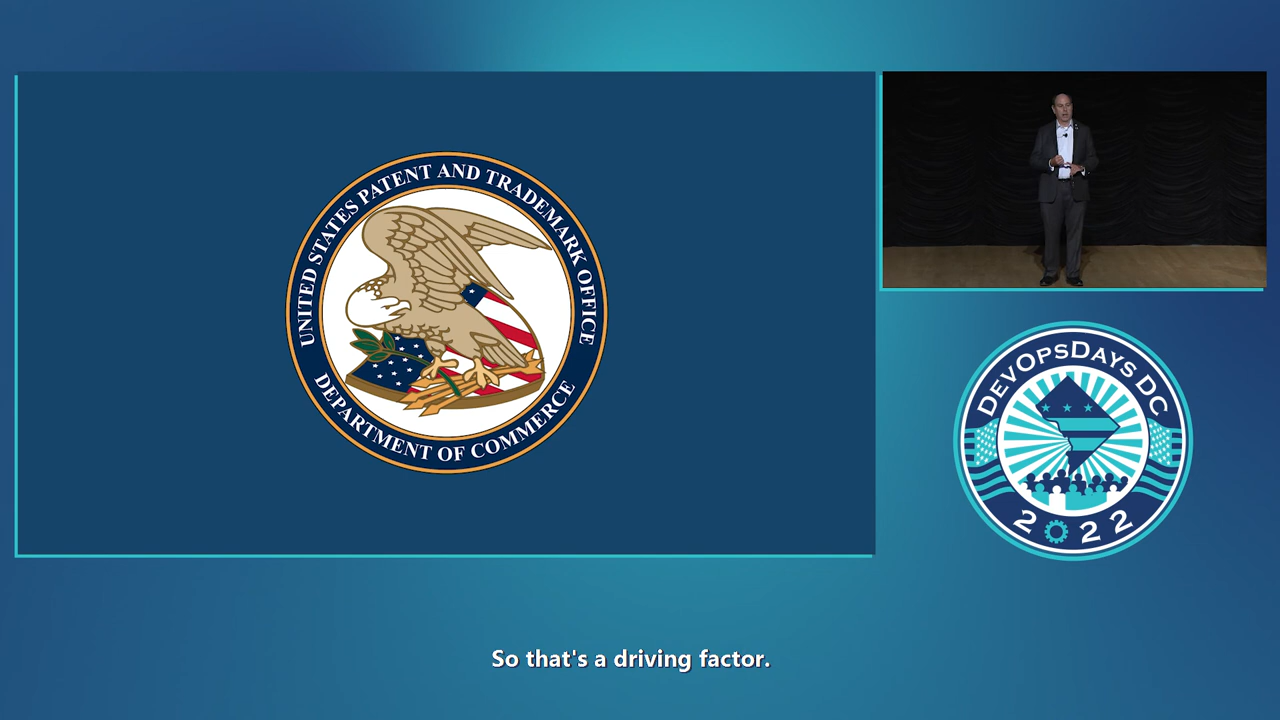 UNITED STATES PATENT AND TRADEMARK OFFICE
DEPARTMENT OF COMMERCE
DEVOPSDAYS DC
2022
So that's a driving factor.